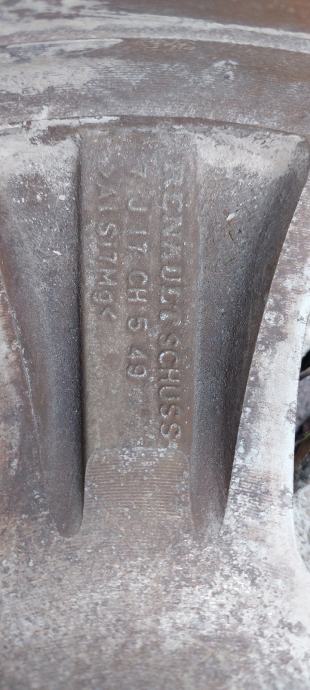 RENAULT SCHUSS
7 J 17 CH 5 49
>AlSi7Mg<